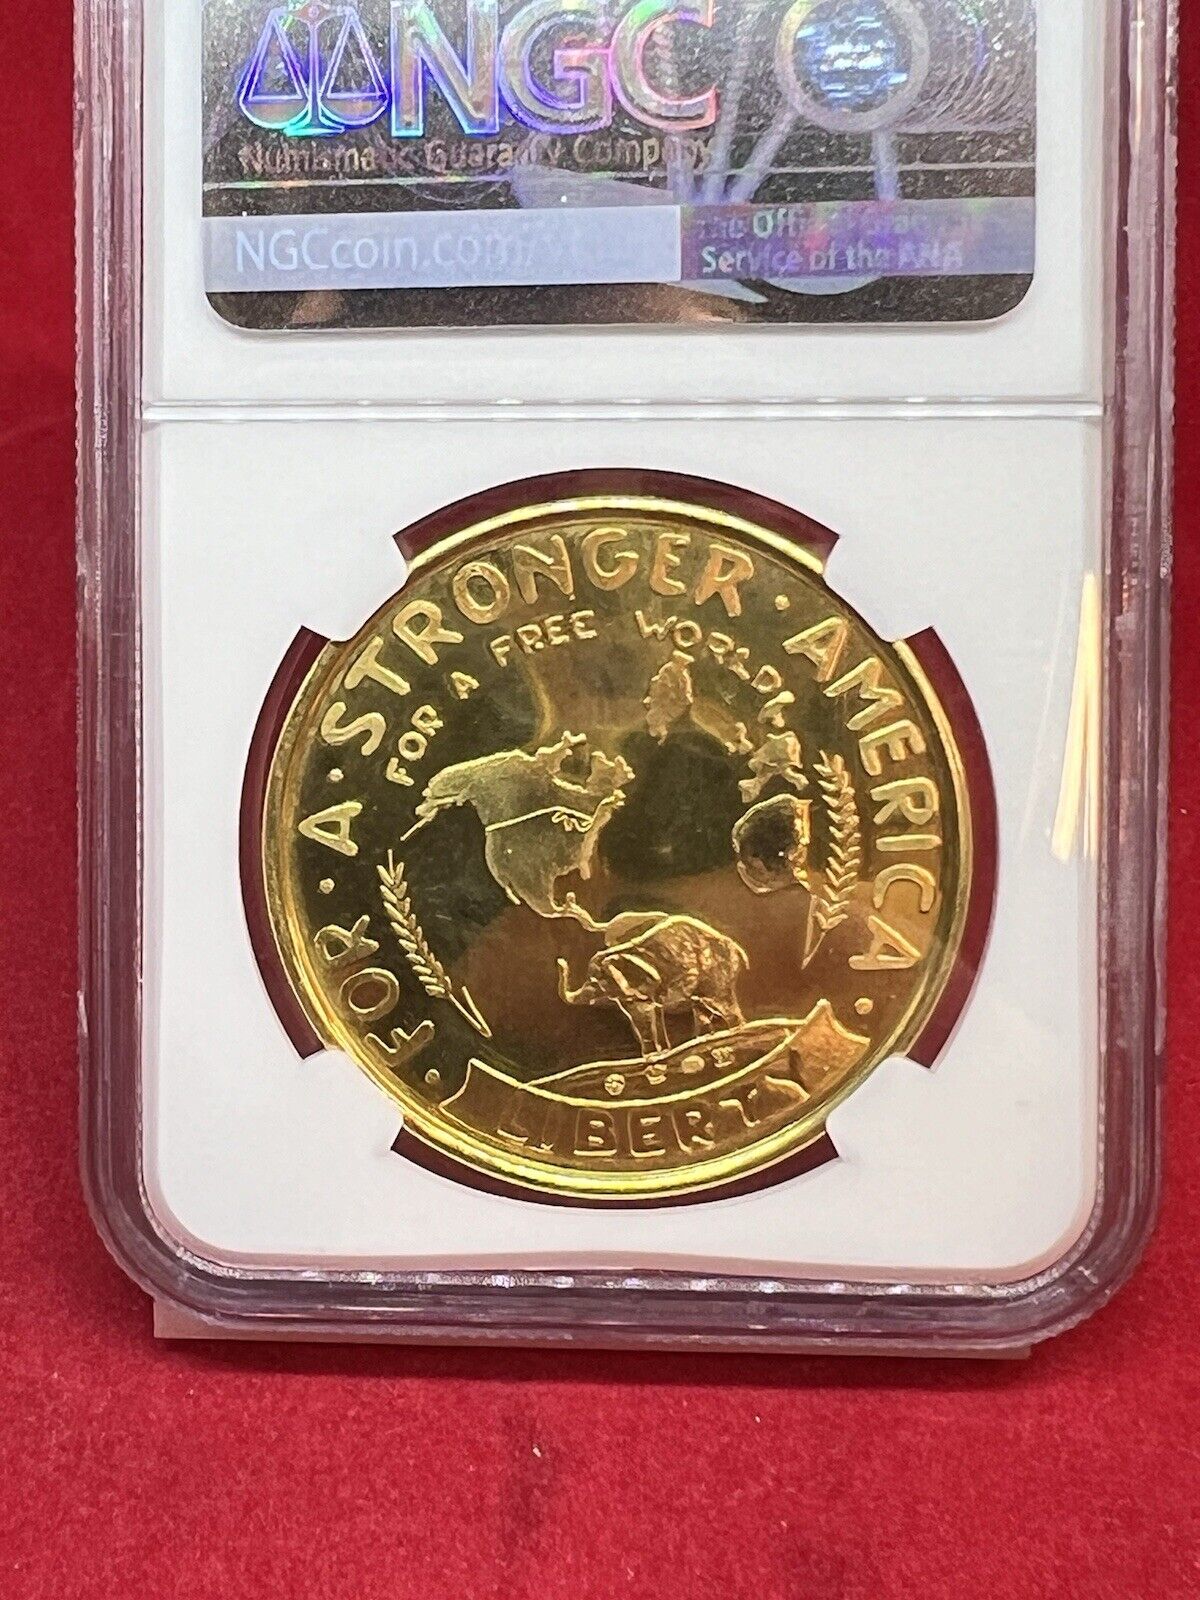 NGC
Numismatic Guaranty Company
NGCcoin.com
Service of the ANA
FOR · A · STRONGER · AMERICA
FOR A FREE WORLD
LIBERTY